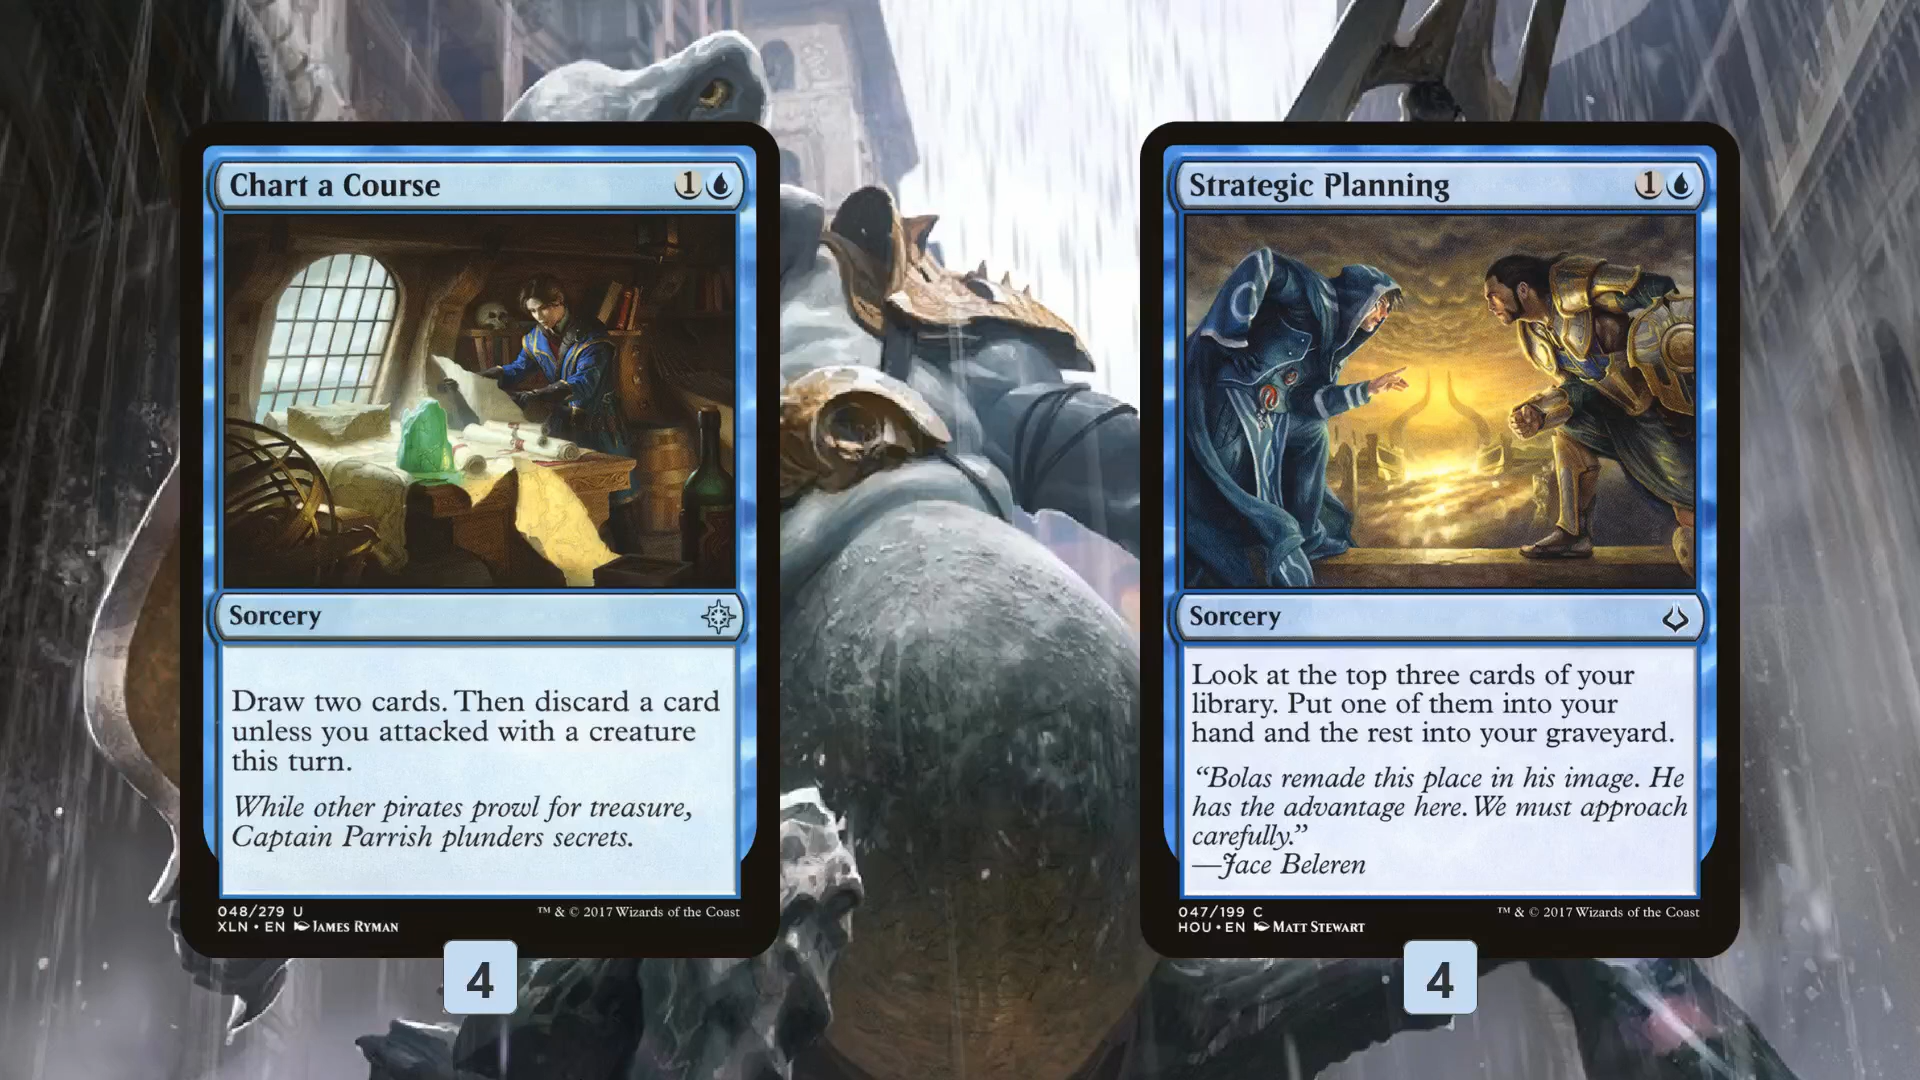 Chart a Course
1
Sorcery
Draw two cards. Then discard a card
unless you attacked with a creature
this turn.
While other pirates prowl for treasure,
Captain Parrish plunders secrets.
048/279 U
XLN • EN JAMES RYMAN
™ & © 2017 Wizards of the Coast
4
Strategic Planning
1
Sorcery
Look at the top three cards of your
library. Put one of them into your
hand and the rest into your graveyard.
“Bolas remade this place in his image. He
has the advantage here. We must approach
carefully.”
—Jace Beleren
047/199 C
HOU • EN MATT STEWART
™ & © 2017 Wizards of the Coast
4